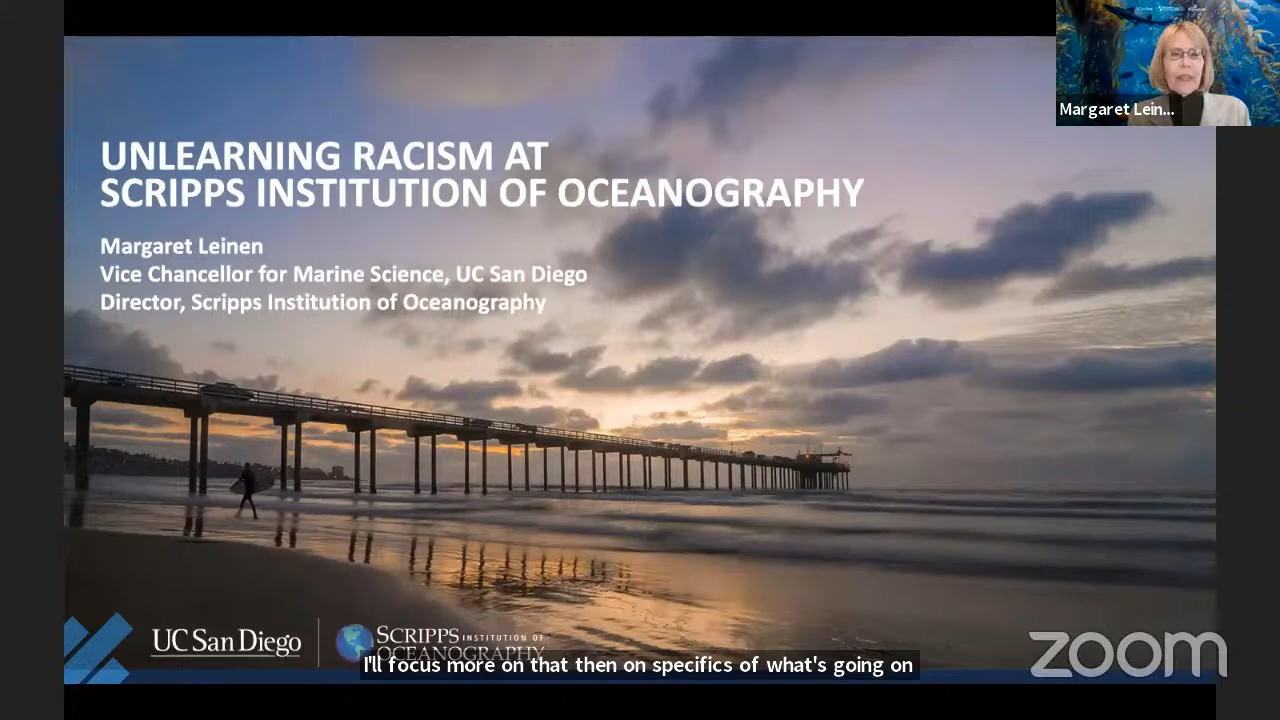 Margaret Lein...
UNLEARNING RACISM AT
SCRIPPS INSTITUTION OF OCEANOGRAPHY
Margaret Leinen
Vice Chancellor for Marine Science, UC San Diego
Director, Scripps Institution of Oceanography
UC San Diego
SCRIPPS INSTITUTION OF
OCEANOGRAPHY
I'll focus more on that then on specifics of what's going on
zoom